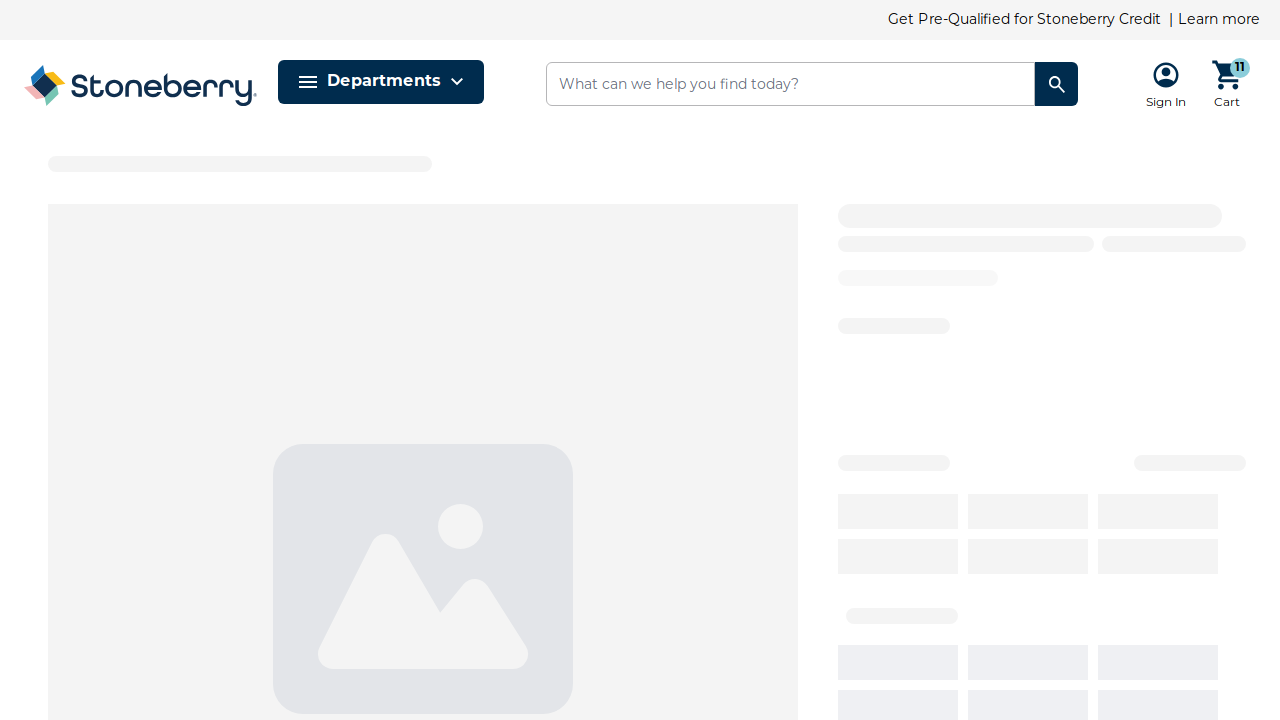 Get Pre-Qualified for Stoneberry Credit | Learn more
Stoneberry®
Departments
What can we help you find today?
Sign In
11
Cart